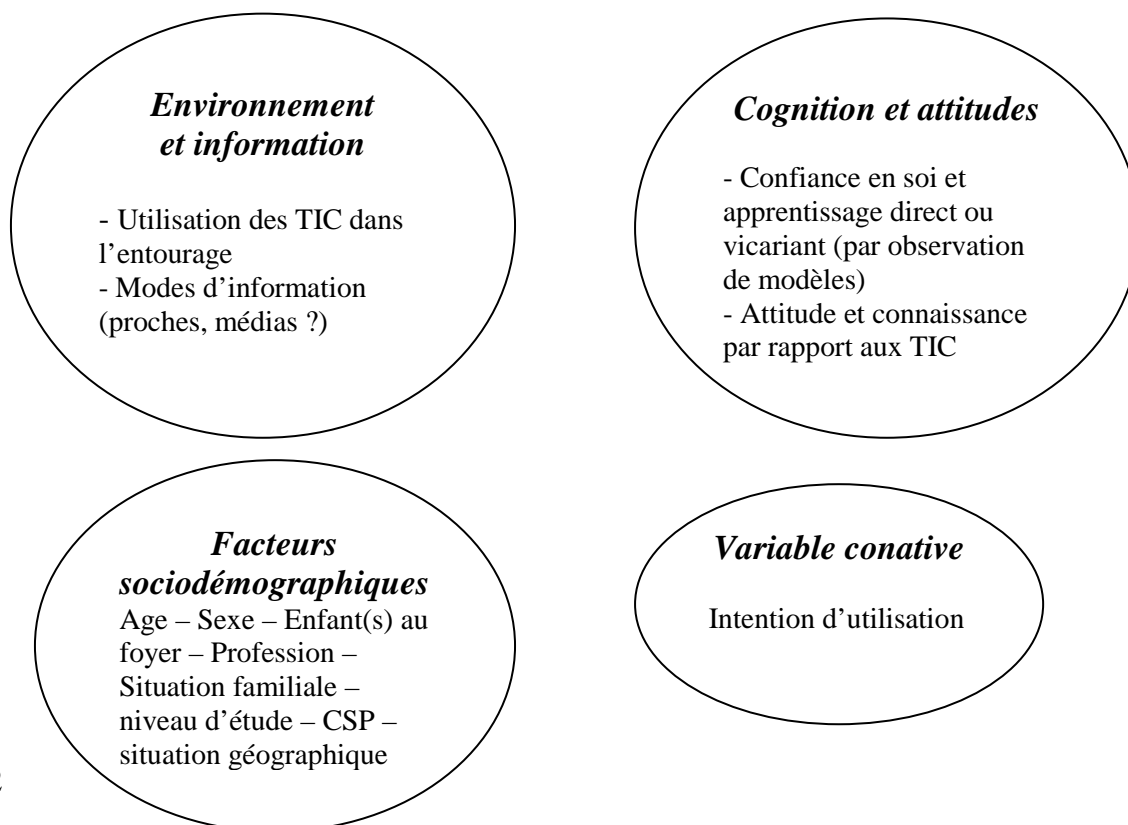 Environnement
et information
- Utilisation des TIC dans
l’entourage
- Modes d’information
(proches, médias ?)
Cognition et attitudes
- Confiance en soi et
apprentissage direct ou
vicariant (par observation
de modèles)
- Attitude et connaissance
par rapport aux TIC
Facteurs
sociodémographiques
Age – Sexe – Enfant(s) au
foyer – Profession –
Situation familiale –
niveau d’étude – CSP –
situation géographique
Variable conative
Intention d’utilisation